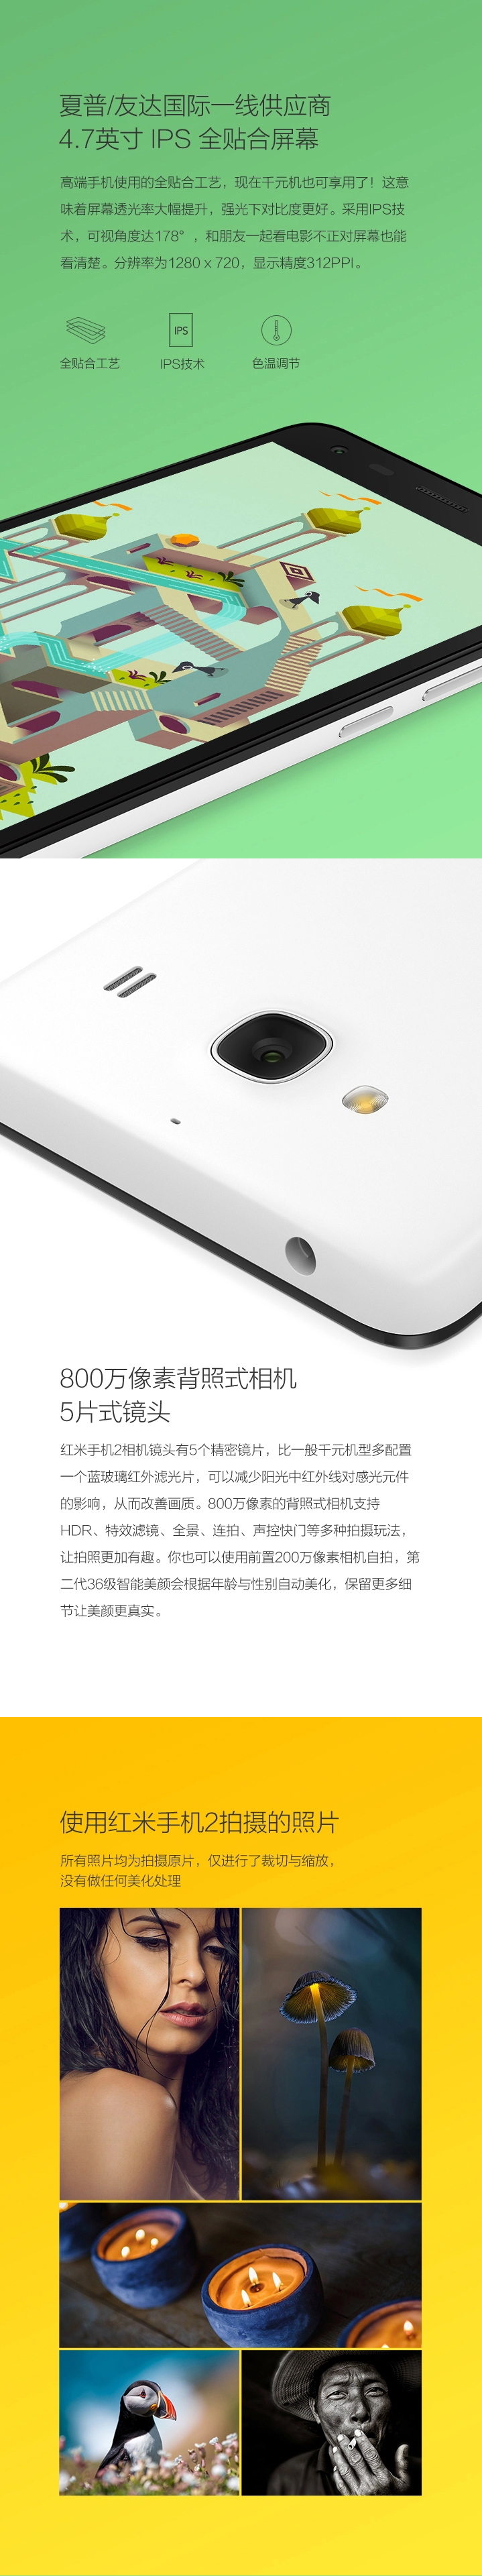 夏普/友达国际一线供应商
4.7英寸 IPS 全贴合屏幕
高端手机使用的全贴合工艺，现在千元机也可享用了！这意
味着屏幕透光率大幅提升，强光下对比度更好。采用IPS技
术，可视角度达178°，和朋友一起看电影不正对屏幕也能
看清楚。分辨率为1280 x 720，显示精度312PPI。
IPS
全贴合工艺 IPS技术 色温调节
800万像素背照式相机
5片式镜头
红米手机2相机镜头有5个精密镜片，比一般千元机型多配置
一个蓝玻璃红外滤光片，可以减少阳光中红外线对感光元件
的影响，从而改善画质。800万像素的背照式相机支持
HDR、特效滤镜、全景、连拍、声控快门等多种拍摄玩法，
让拍照更加有趣。你也可以使用前置200万像素相机自拍，第
二代36级智能美颜会根据年龄与性别自动美化，保留更多细
节让美颜更真实。
使用红米手机2拍摄的照片
所有照片均为拍摄原片，仅进行了裁切与缩放，
没有做任何美化处理